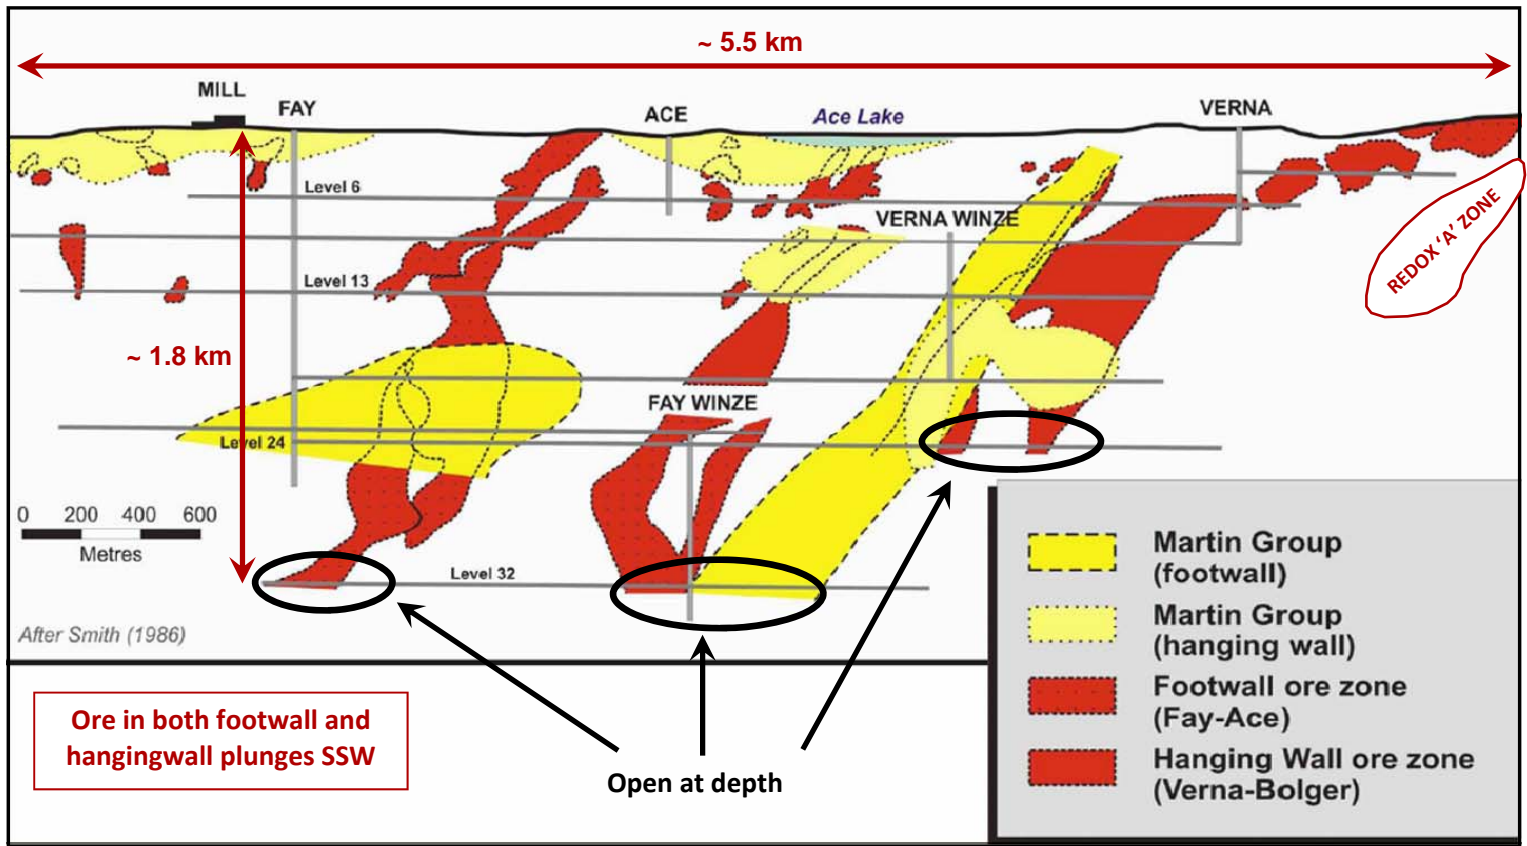 ~ 5.5 km
MILL
FAY
ACE
Ace Lake
VERNA
Level 6
VERNA WINZE
REDOX ‘A’ ZONE
Level 13
~ 1.8 km
FAY WINZE
Level 24
0 200 400 600
Metres
Level 32
After Smith (1986)
Martin Group
(footwall)
Martin Group
(hanging wall)
Footwall ore zone
(Fay-Ace)
Hanging Wall ore zone
(Verna-Bolger)
Ore in both footwall and
hangingwall plunges SSW
Open at depth